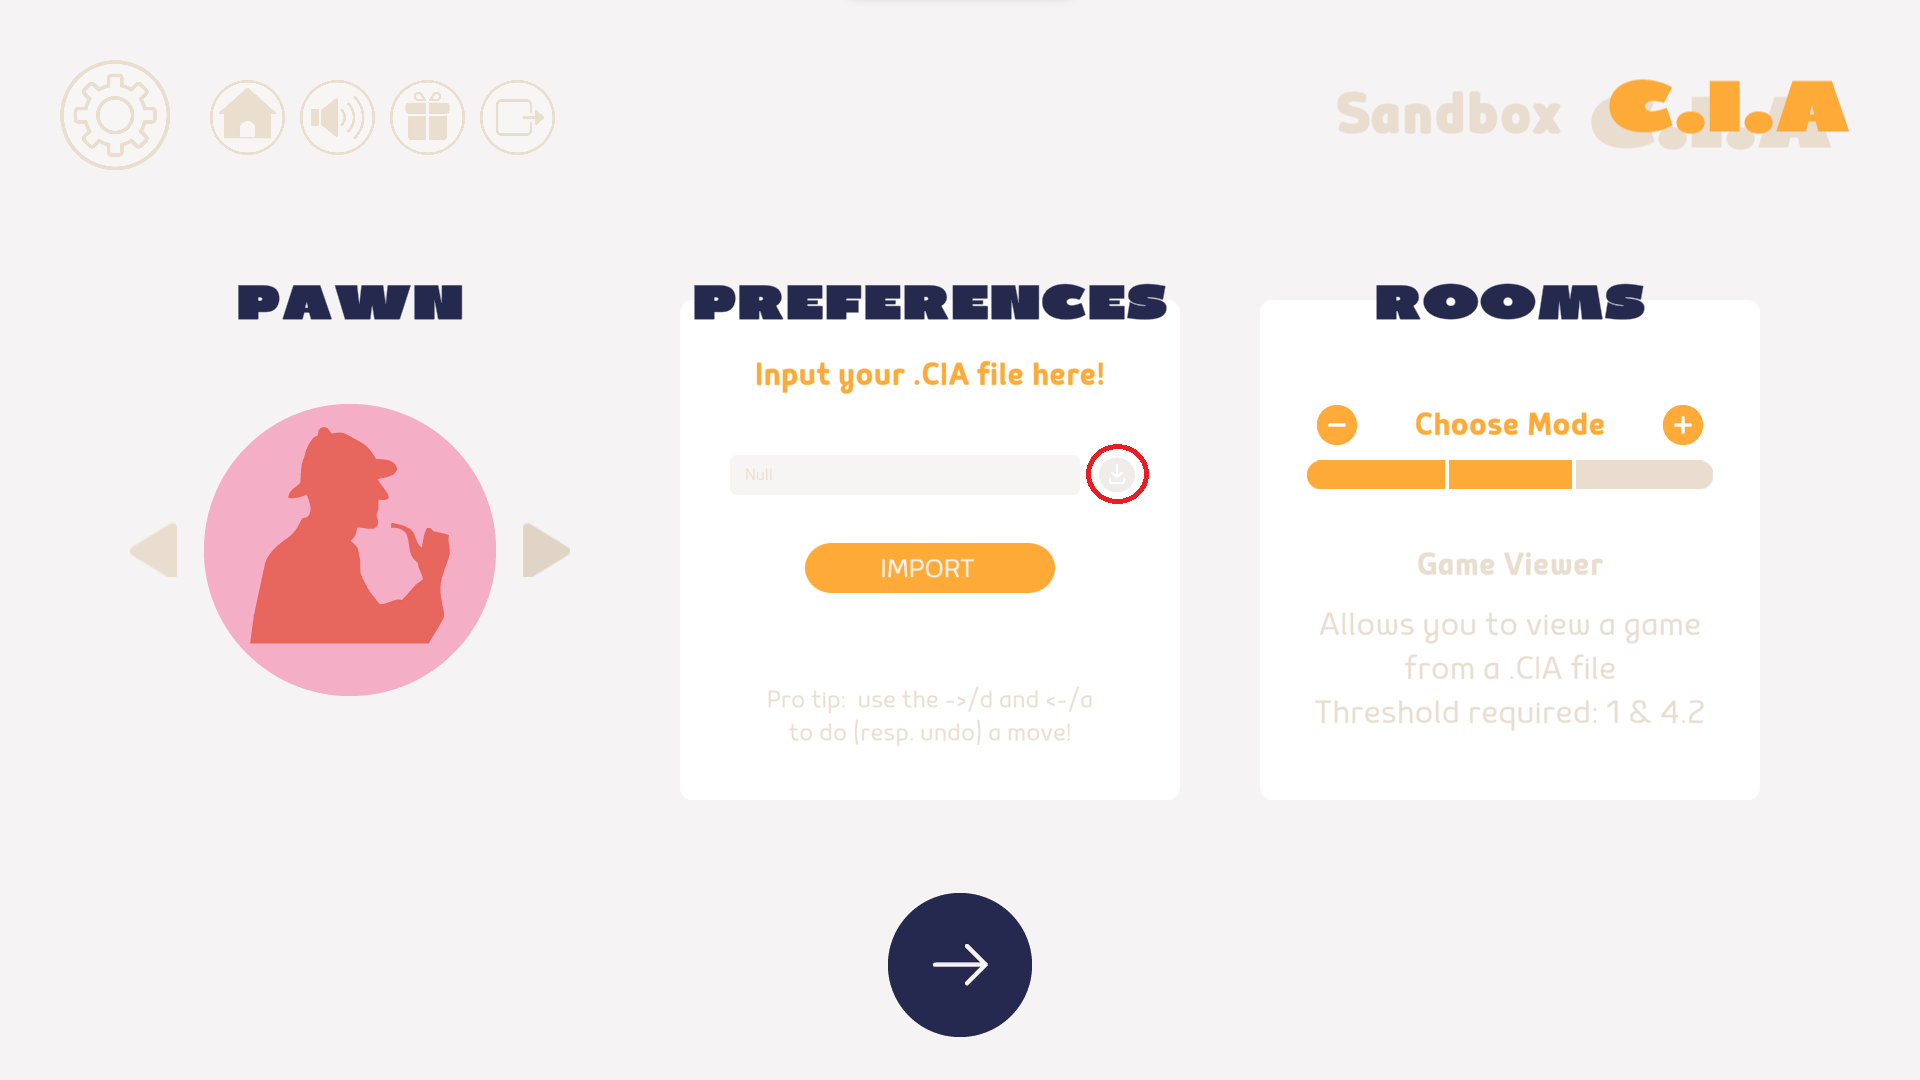 Sandbox C.I.A
PAWN
PREFERENCES
Input your .CIA file here!
Null
IMPORT
Pro tip: use the ->/d and <-/a
to do (resp. undo) a move!
ROOMS
Choose Mode
Game Viewer
Allows you to view a game
from a .CIA file
Threshold required: 1 & 4.2